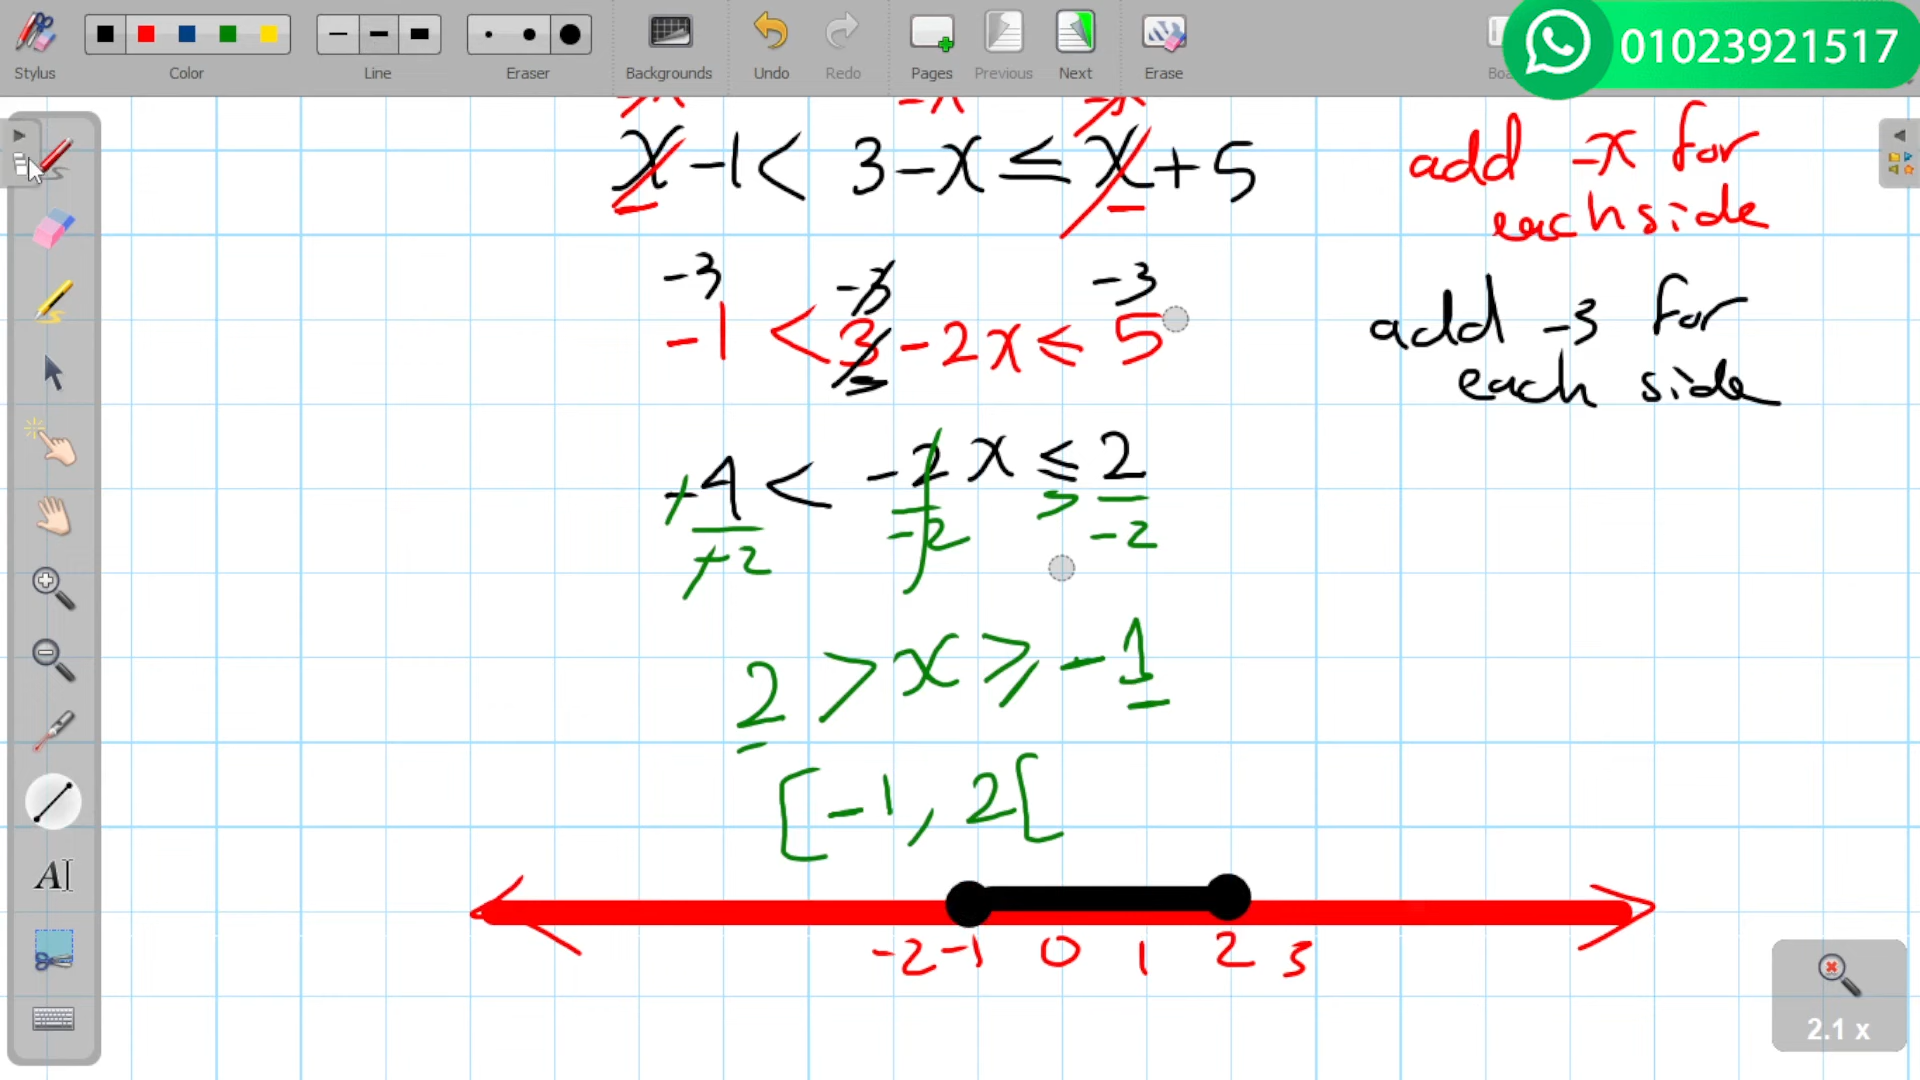 01023921517
Stylus Color Line Eraser Backgrounds Undo Redo Pages Previous Next Erase
-x -x -x
x -1 < 3 - x ≤ x + 5
add -x for
each side
-3 -3 -3
-1 < 3 - 2x ≤ 5
add -3 for
each side
-4 < -2x ≤ 2
>
-2 -2 -2
2 > x ≥ -1
[-1, 2[
-2 -1 0 1 2 3
2.1 x